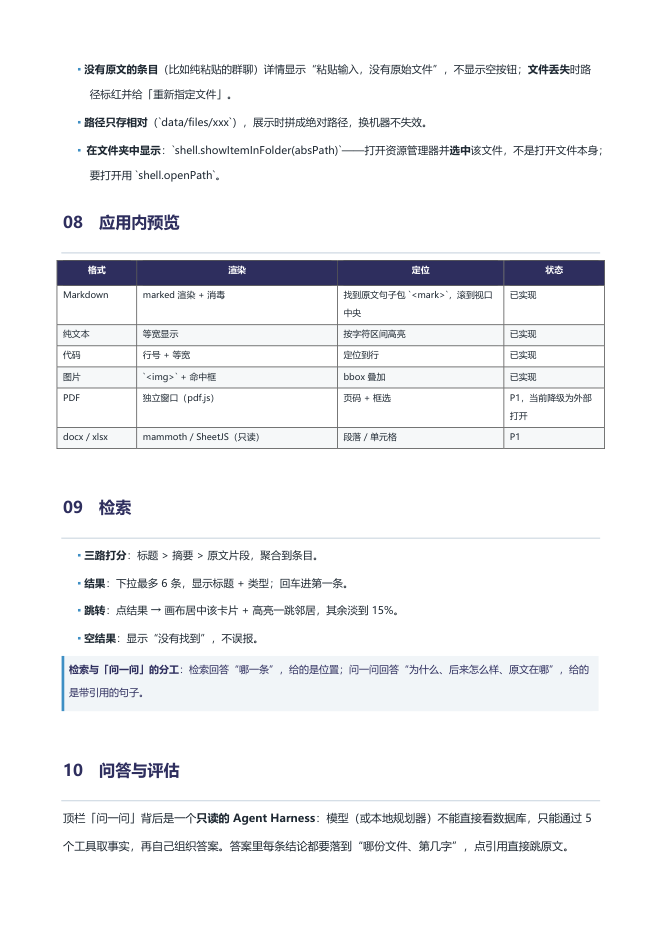 ▪ 没有原文的条目（比如纯粘贴的群聊）详情显示“粘贴输入，没有原始文件”，不显示空按钮；文件丢失时路
径标红并给「重新指定文件」。
▪ 路径只存相对（`data/files/xxx`），展示时拼成绝对路径，换机器不失效。
▪ 在文件夹中显示：`shell.showItemInFolder(absPath)`——打开资源管理器并选中该文件，不是打开文件本身；
要打开用 `shell.openPath`。
08 应用内预览
格式 渲染 定位 状态
Markdown marked 渲染 + 消毒 找到原文句子包 `<mark>`，滚到视口 已实现
中央
纯文本 等宽显示 按字符区间高亮 已实现
代码 行号 + 等宽 定位到行 已实现
图片 `<img>` + 命中框 bbox 叠加 已实现
PDF 独立窗口（pdf.js） 页码 + 框选 P1，当前降级为外部
打开
docx / xlsx mammoth / SheetJS（只读） 段落 / 单元格 P1
09 检索
▪ 三路打分：标题 > 摘要 > 原文片段，聚合到条目。
▪ 结果：下拉最多 6 条，显示标题 + 类型；回车进第一条。
▪ 跳转：点结果 → 画布居中该卡片 + 高亮一跳邻居，其余淡到 15%。
▪ 空结果：显示“没有找到”，不误报。
检索与「问一问」的分工：检索回答“哪一条”，给的是位置；问一问回答“为什么、后来怎么样、原文在哪”，给的
是带引用的句子。
10 问答与评估
顶栏「问一问」背后是一个只读的 Agent Harness：模型（或本地规划器）不能直接看数据库，只能通过 5
个工具取事实，再自己组织答案。答案里每条结论都要落到“哪份文件、第几字”，点引用直接跳原文。